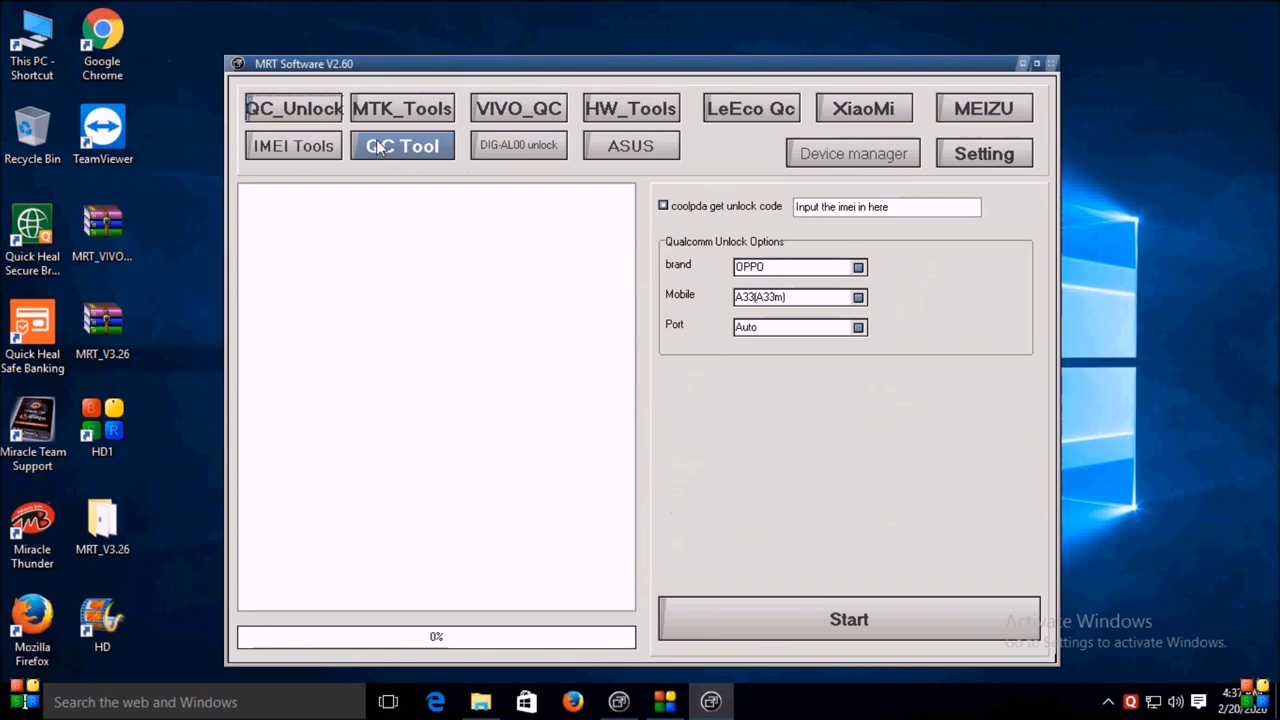 This PC -
Shortcut
Google
Chrome
Recycle Bin
TeamViewer
Quick Heal
Secure Br...
MRT_VIVO...
Quick Heal
Safe Banking
MRT_V3.26
Miracle Team
Support
HD1
Miracle
Thunder
MRT_V3.26
Mozilla
Firefox
HD
MRT Software V2.60
QC_Unlock
MTK_Tools
VIVO_QC
HW_Tools
LeEco Qc
XiaoMi
MEIZU
IMEI Tools
QC Tool
DIG-AL00 unlock
ASUS
Device manager
Setting
coolpda get unlock code
Input the imei in here
Qualcomm Unlock Options
brand
OPPO
Mobile
A33(A33m)
Port
Auto
Start
0%
Activate Windows
Go to Settings to activate Windows.
Search the web and Windows